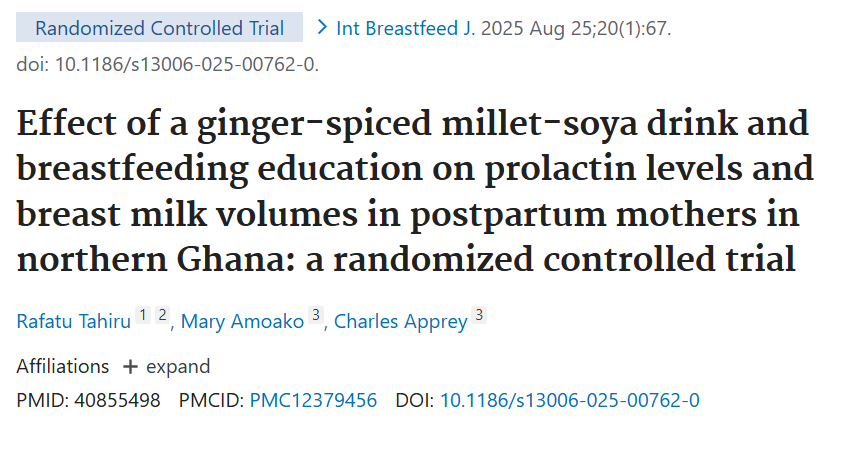 Randomized Controlled Trial > Int Breastfeed J. 2025 Aug 25;20(1):67.
doi: 10.1186/s13006-025-00762-0.
Effect of a ginger-spiced millet-soya drink and
breastfeeding education on prolactin levels and
breast milk volumes in postpartum mothers in
northern Ghana: a randomized controlled trial
Rafatu Tahiru 1 2, Mary Amoako 3, Charles Apprey 3
Affiliations + expand
PMID: 40855498 PMCID: PMC12379456 DOI: 10.1186/s13006-025-00762-0